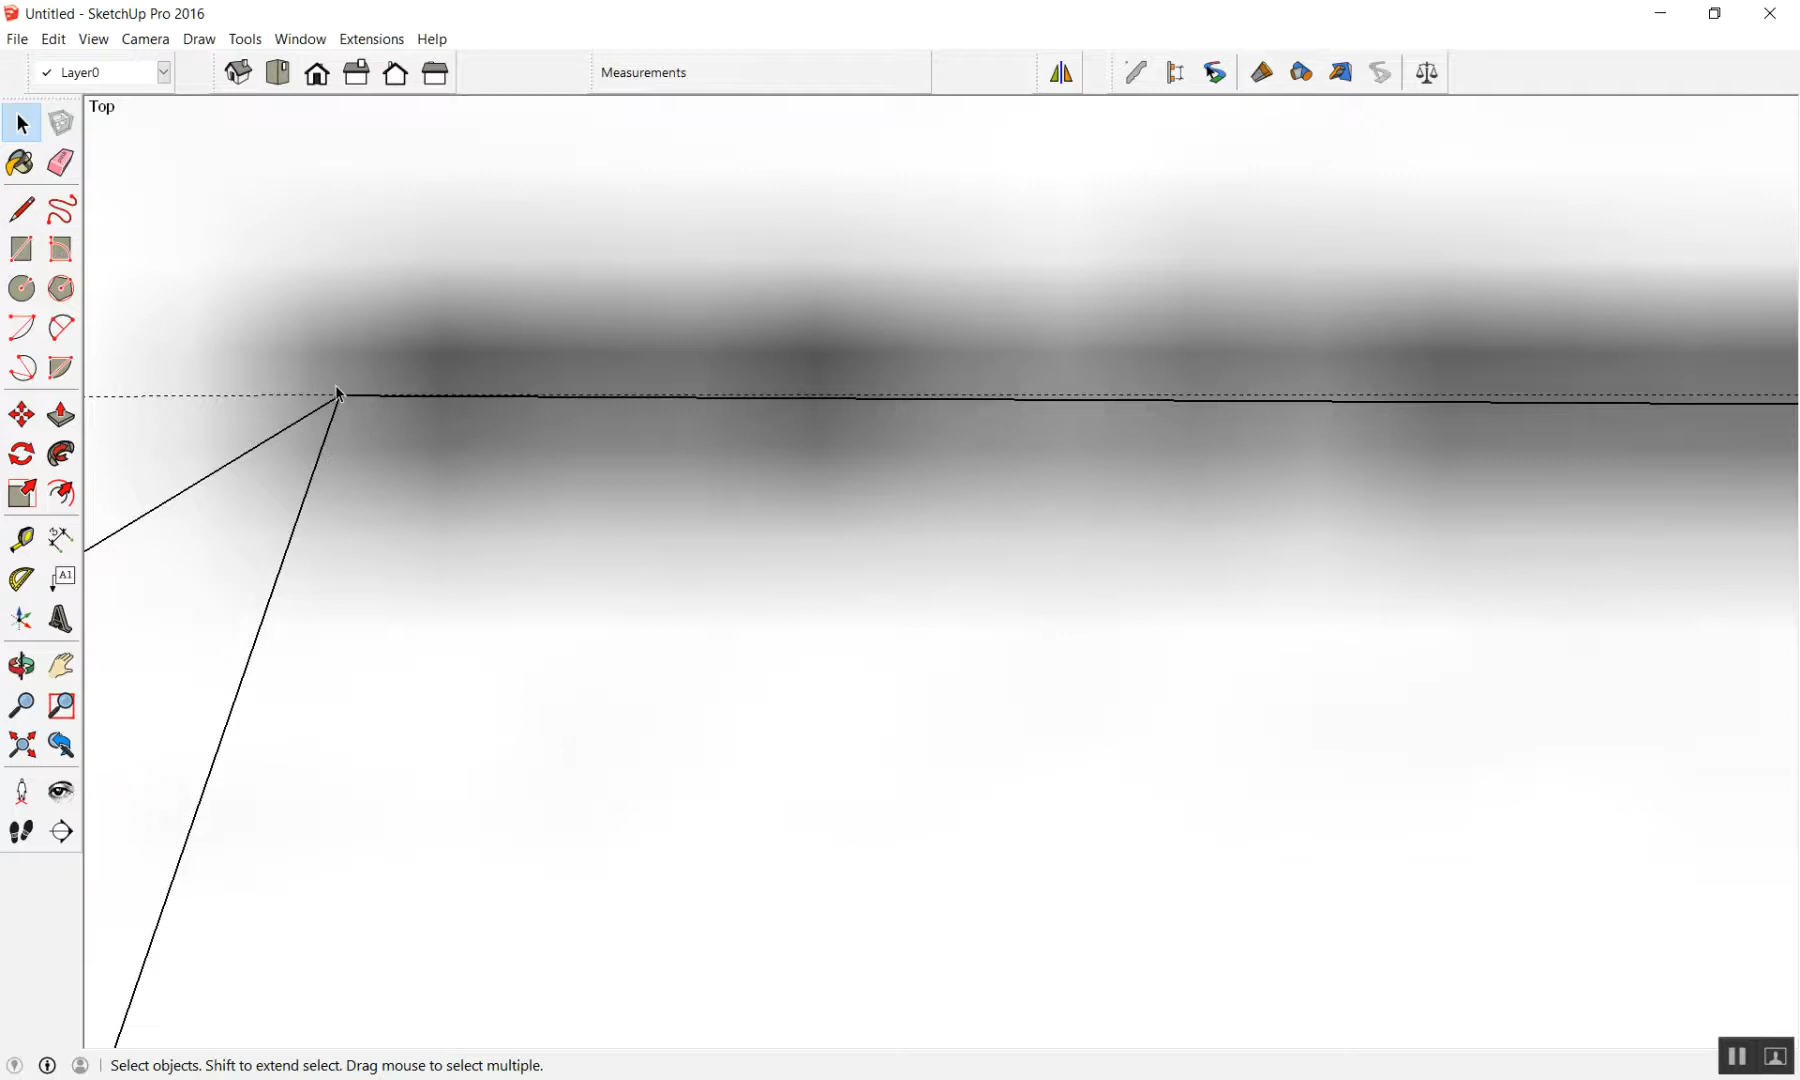 Untitled - SketchUp Pro 2016
File Edit View Camera Draw Tools Window Extensions Help
Layer0
Measurements
Top
A1
Select objects. Shift to extend select. Drag mouse to select multiple.